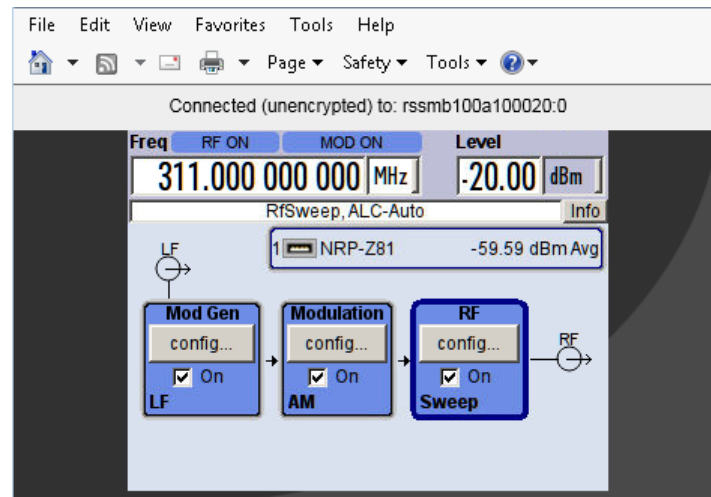 File Edit View Favorites Tools Help
Page Safety Tools ?
Connected (unencrypted) to: rssmb100a100020:0
Freq RF ON MOD ON Level
311.000 000 000 MHz -20.00 dBm
RfSweep, ALC-Auto Info
1 NRP-Z81 -59.59 dBm Avg
LF
Mod Gen Modulation RF
config... config... config... RF
On On On
LF AM Sweep